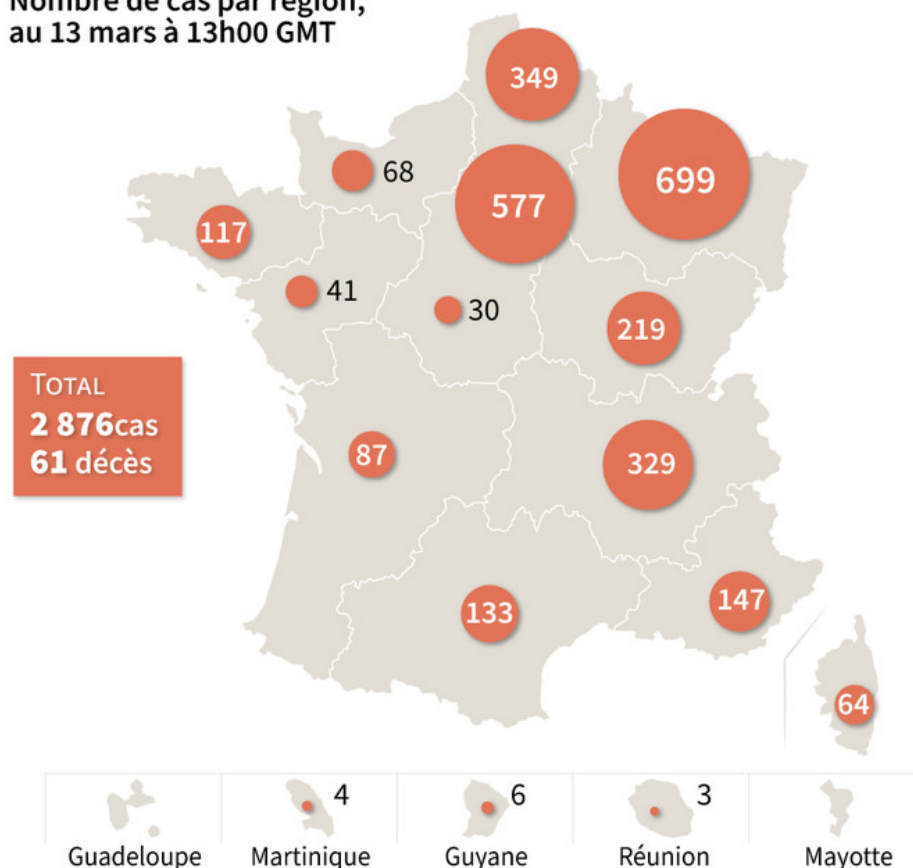 Nombre de cas par région,
au 13 mars à 13h00 GMT
349
68
699
577
117
41
30
219
TOTAL
2 876cas
61 décès
87
329
133
147
64
4
6
3
Guadeloupe
Martinique
Guyane
Réunion
Mayotte